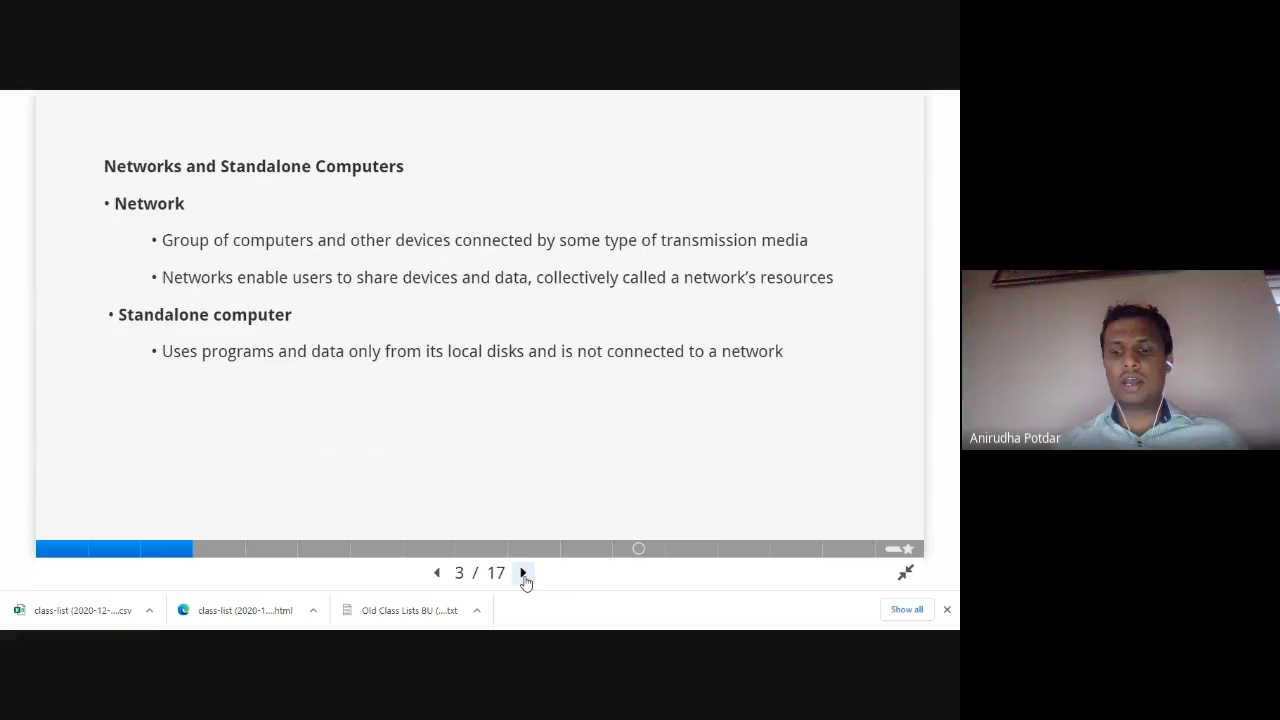 Networks and Standalone Computers
• Network
• Group of computers and other devices connected by some type of transmission media
• Networks enable users to share devices and data, collectively called a network’s resources
• Standalone computer
• Uses programs and data only from its local disks and is not connected to a network
Anirudha Potdar
3 / 17
class-list (2020-12-....csv
class-list (2020-1....html
Old Class Lists BU (....txt
Show all